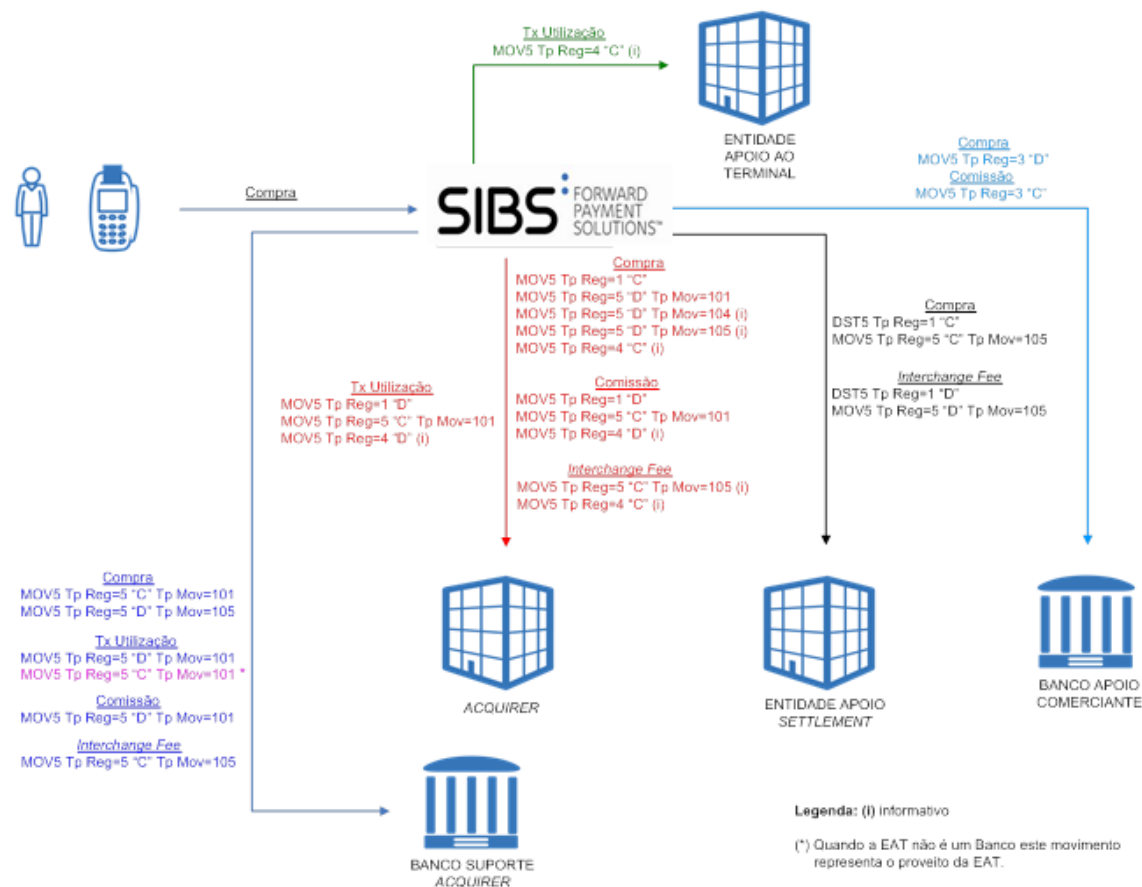 Tx Utilização
MOV5 Tp Reg=4 “C” (i)
ENTIDADE
APOIO AO
TERMINAL
Compra
MOV5 Tp Reg=3 “D”
Comissão
MOV5 Tp Reg=3 “C”
Compra
SIBS
FORWARD
PAYMENT
SOLUTIONS™
Compra
MOV5 Tp Reg=1 “C”
MOV5 Tp Reg=5 “D” Tp Mov=101
MOV5 Tp Reg=5 “D” Tp Mov=104 (i)
MOV5 Tp Reg=5 “D” Tp Mov=105 (i)
MOV5 Tp Reg=4 “C” (i)
Comissão
MOV5 Tp Reg=1 “D”
MOV5 Tp Reg=5 “C” Tp Mov=101
MOV5 Tp Reg=4 “D” (i)
Interchange Fee
MOV5 Tp Reg=5 “C” Tp Mov=105 (i)
MOV5 Tp Reg=4 “C” (i)
Tx Utilização
MOV5 Tp Reg=1 “D”
MOV5 Tp Reg=5 “C” Tp Mov=101
MOV5 Tp Reg=4 “D” (i)
Compra
DST5 Tp Reg=1 “C”
MOV5 Tp Reg=5 “C” Tp Mov=105
Interchange Fee
DST5 Tp Reg=1 “D”
MOV5 Tp Reg=5 “D” Tp Mov=105
Compra
MOV5 Tp Reg=5 “C” Tp Mov=101
MOV5 Tp Reg=5 “D” Tp Mov=105
Tx Utilização
MOV5 Tp Reg=5 “D” Tp Mov=101
MOV5 Tp Reg=5 “C” Tp Mov=101 *
Comissão
MOV5 Tp Reg=5 “D” Tp Mov=101
Interchange Fee
MOV5 Tp Reg=5 “C” Tp Mov=105
ACQUIRER
ENTIDADE APOIO
SETTLEMENT
BANCO APOIO
COMERCIANTE
BANCO SUPORTE
ACQUIRER
Legenda: (i) informativo
(*) Quando a EAT não é um Banco este movimento
representa o proveito da EAT.